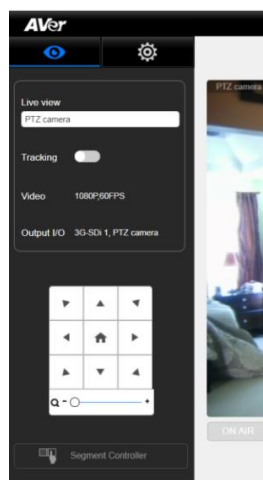 AVer
Live view
PTZ camera
Tracking
Video 1080P,60FPS
Output I/O 3G-SDi 1, PTZ camera
- +
Segment Controller
PTZ camera
ON AIR